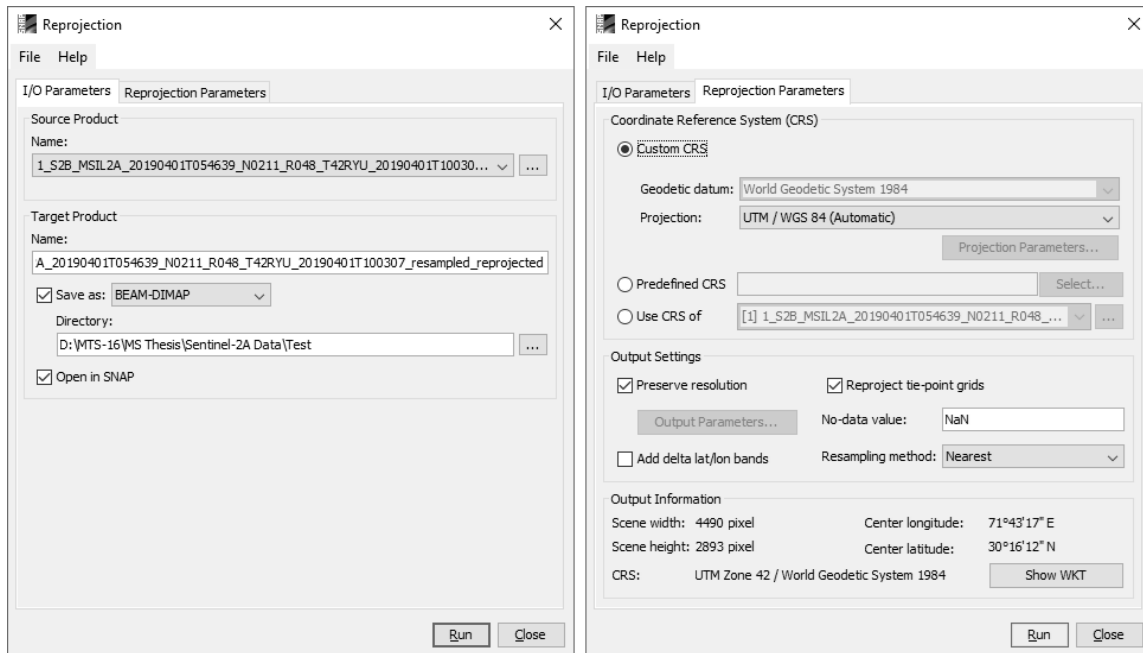 Reprojection
File Help
I/O Parameters Reprojection Parameters
Source Product
Name:
1_S2B_MSIL2A_20190401T054639_N0211_R048_T42RYU_20190401T10030... ...
Target Product
Name:
A_20190401T054639_N0211_R048_T42RYU_20190401T100307_resampled_reprojected
Save as: BEAM-DIMAP
Directory:
D:\MTS-16\MS Thesis\Sentinel-2A Data\Test ...
Open in SNAP
Run Close
Reprojection
File Help
I/O Parameters Reprojection Parameters
Coordinate Reference System (CRS)
Custom CRS
Geodetic datum: World Geodetic System 1984
Projection: UTM / WGS 84 (Automatic)
Projection Parameters...
Predefined CRS Select...
Use CRS of [1] 1_S2B_MSIL2A_20190401T054639_N0211_R048_... ...
Output Settings
Preserve resolution Reproject tie-point grids
Output Parameters... No-data value: NaN
Add delta lat/lon bands Resampling method: Nearest
Output Information
Scene width: 4490 pixel Center longitude: 71°43'17" E
Scene height: 2893 pixel Center latitude: 30°16'12" N
CRS: UTM Zone 42 / World Geodetic System 1984 Show WKT
Run Close